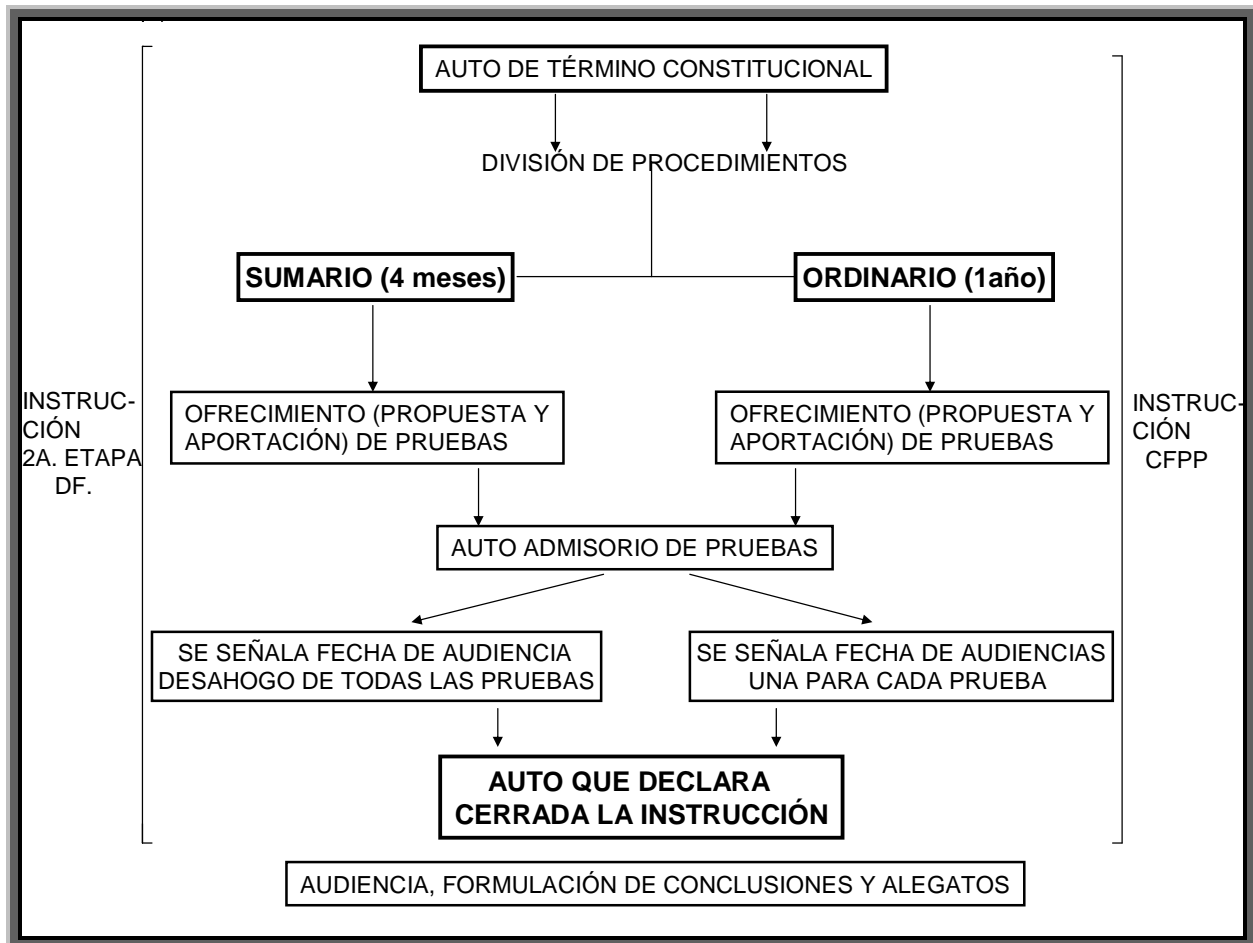 AUTO DE TÉRMINO CONSTITUCIONAL
DIVISIÓN DE PROCEDIMIENTOS
SUMARIO (4 meses)
ORDINARIO (1año)
INSTRUC-
CIÓN
2A. ETAPA
DF.
OFRECIMIENTO (PROPUESTA Y
APORTACIÓN) DE PRUEBAS
OFRECIMIENTO (PROPUESTA Y
APORTACIÓN) DE PRUEBAS
INSTRUC-
CIÓN
CFPP
AUTO ADMISORIO DE PRUEBAS
SE SEÑALA FECHA DE AUDIENCIA
DESAHOGO DE TODAS LAS PRUEBAS
SE SEÑALA FECHA DE AUDIENCIAS
UNA PARA CADA PRUEBA
AUTO QUE DECLARA
CERRADA LA INSTRUCCIÓN
AUDIENCIA, FORMULACIÓN DE CONCLUSIONES Y ALEGATOS